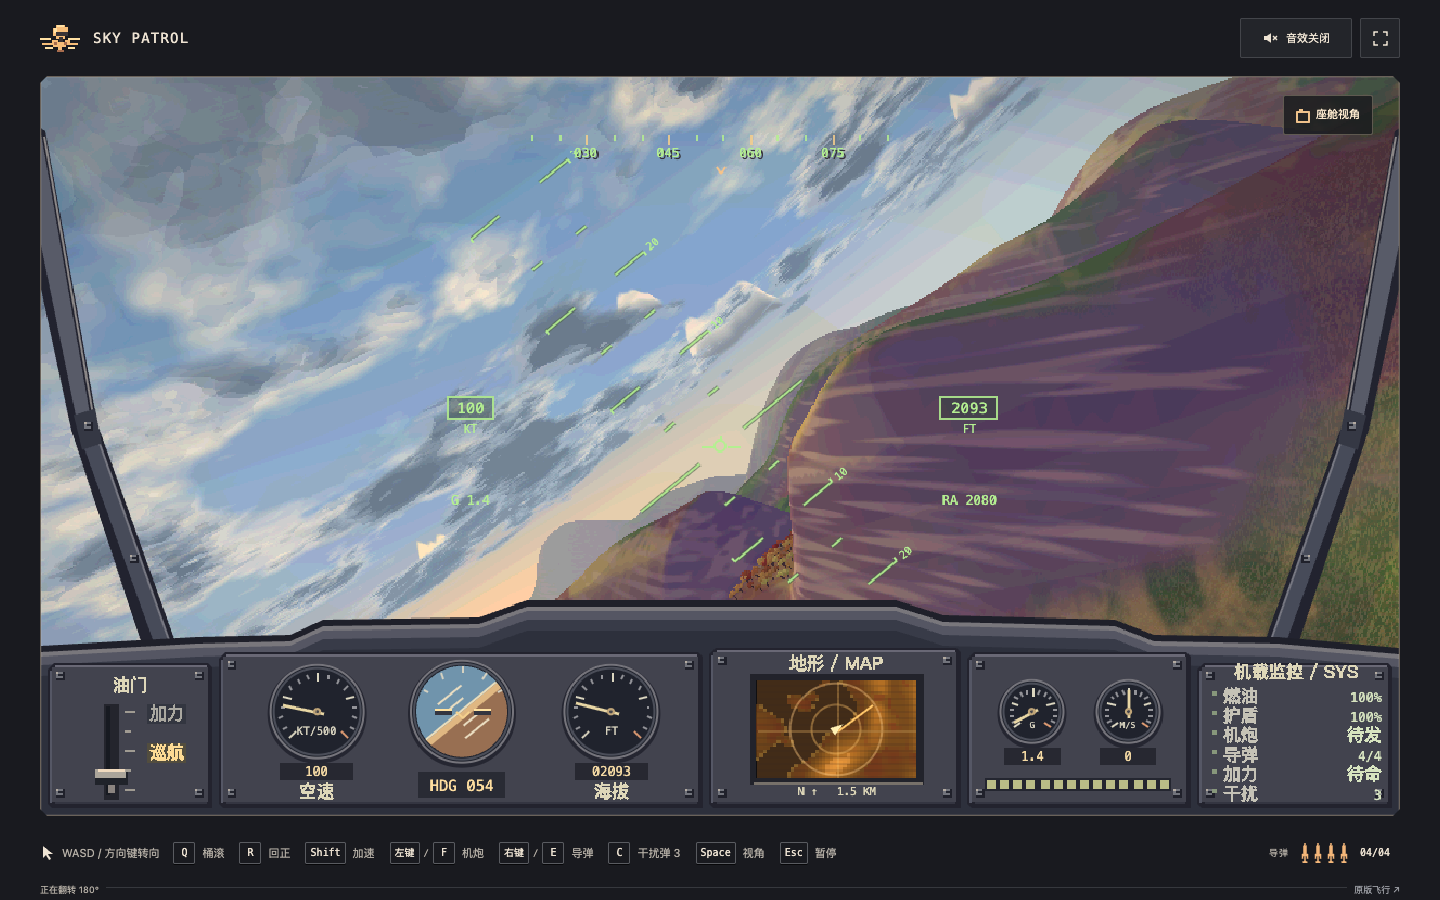 SKY PATROL
音效关闭
座舱视角
030 045 060 075
20
10
100
KT
2093
FT
G 1.4
RA 2080
10
20
油门
加力
巡航
KT/500
100
空速
HDG 054
FT
02093
海拔
地形 / MAP
N ↑ 1.5 KM
G
1.4
M/S
0
机载监控 / SYS
燃油 100%
护盾 100%
机炮 待发
导弹 4/4
加力 待命
干扰 3
WASD / 方向键转向 Q 桶滚 R 回正 Shift 加速 左键 / F 机炮 右键 / E 导弹 C 干扰弹 3 Space 视角 Esc 暂停
导弹 04/04
正在翻转 180°
原版飞行 ↗